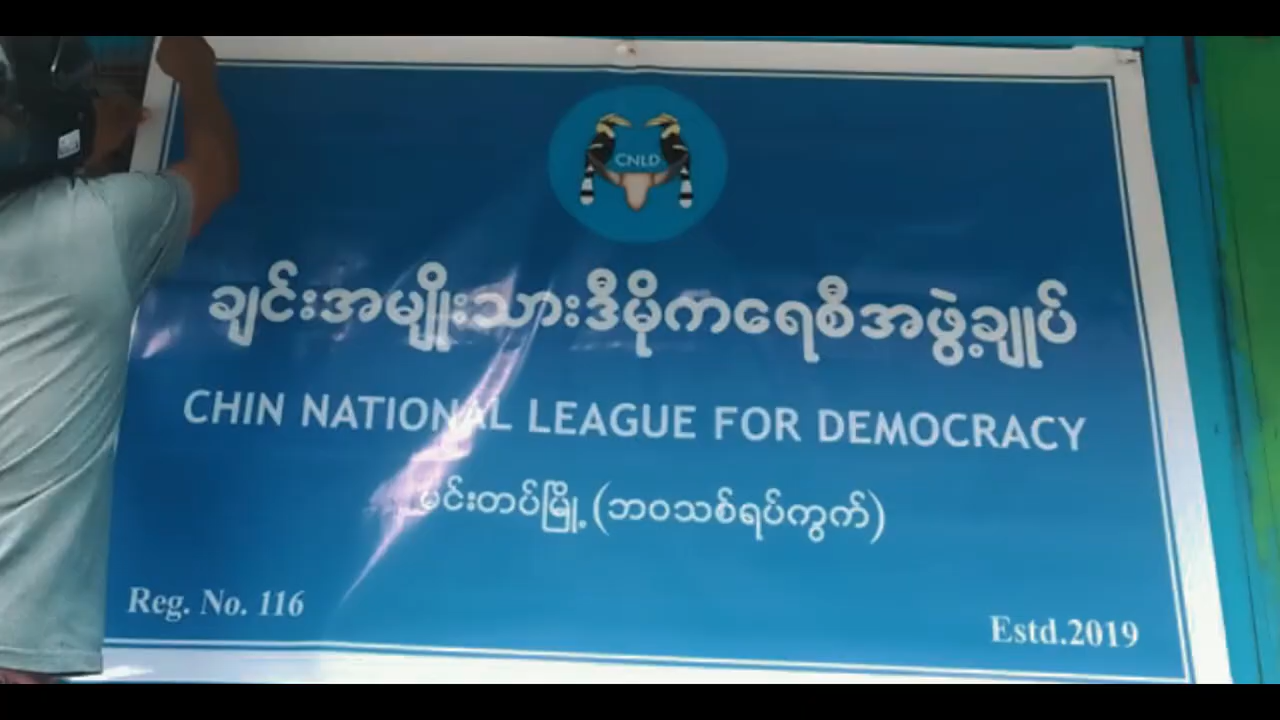 CNLD
ချင်းအမျိုးသားဒီမိုကရေစီအဖွဲ့ချုပ်
CHIN NATIONAL LEAGUE FOR DEMOCRACY
မင်းတပ်မြို့ (ဘဝသစ်ရပ်ကွက်)
Reg. No. 116
Estd.2019